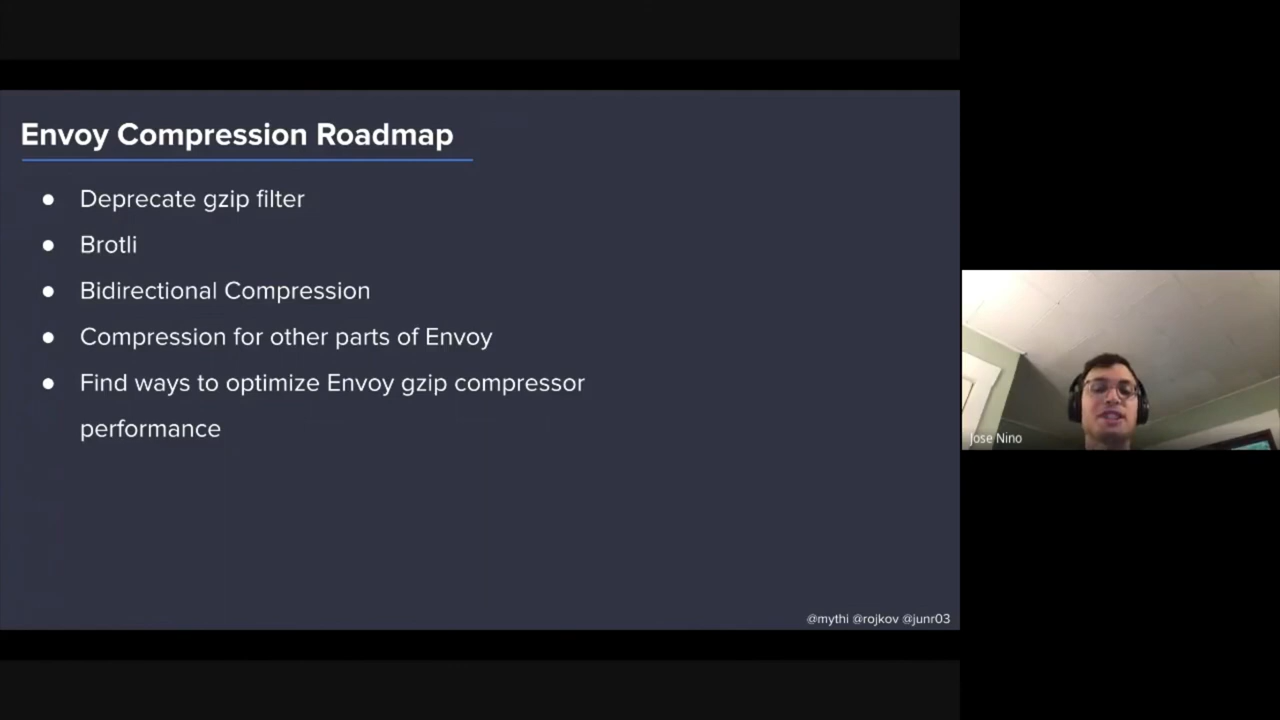 Envoy Compression Roadmap
● Deprecate gzip filter
● Brotli
● Bidirectional Compression
● Compression for other parts of Envoy
● Find ways to optimize Envoy gzip compressor
performance
Jose Nino
@mythi @rojkov @junr03